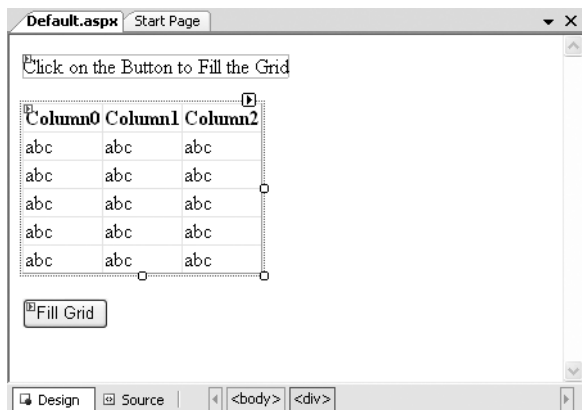 Default.aspx Start Page
Click on the Button to Fill the Grid
Column0 Column1 Column2
abc abc abc
abc abc abc
abc abc abc
abc abc abc
abc abc abc
Fill Grid
Design Source <body> <div>